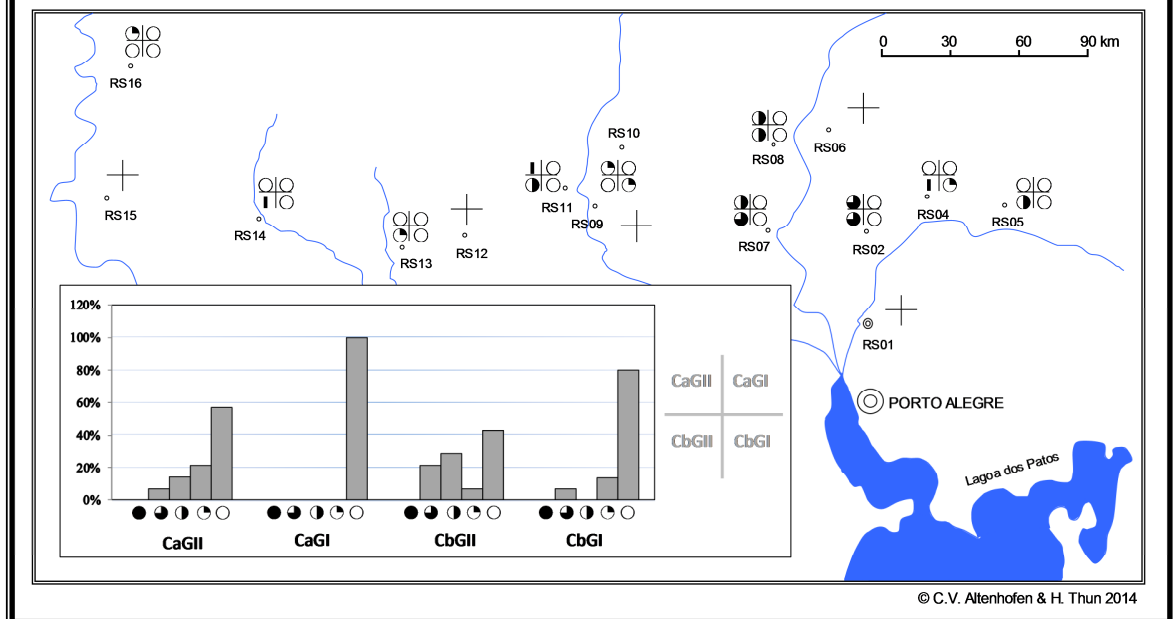 0 30 60 90 km
RS16
RS10
RS06
RS08
RS15
RS14
RS13
RS12
RS11
RS09
RS07
RS02
RS04
RS05
RS01
PORTO ALEGRE
Lagoa dos Patos
120%
100%
80%
60%
40%
20%
0%
CaGII CaGI CbGII CbGI
CaGII CaGI
CbGII CbGI
© C.V. Altenhofen & H. Thun 2014